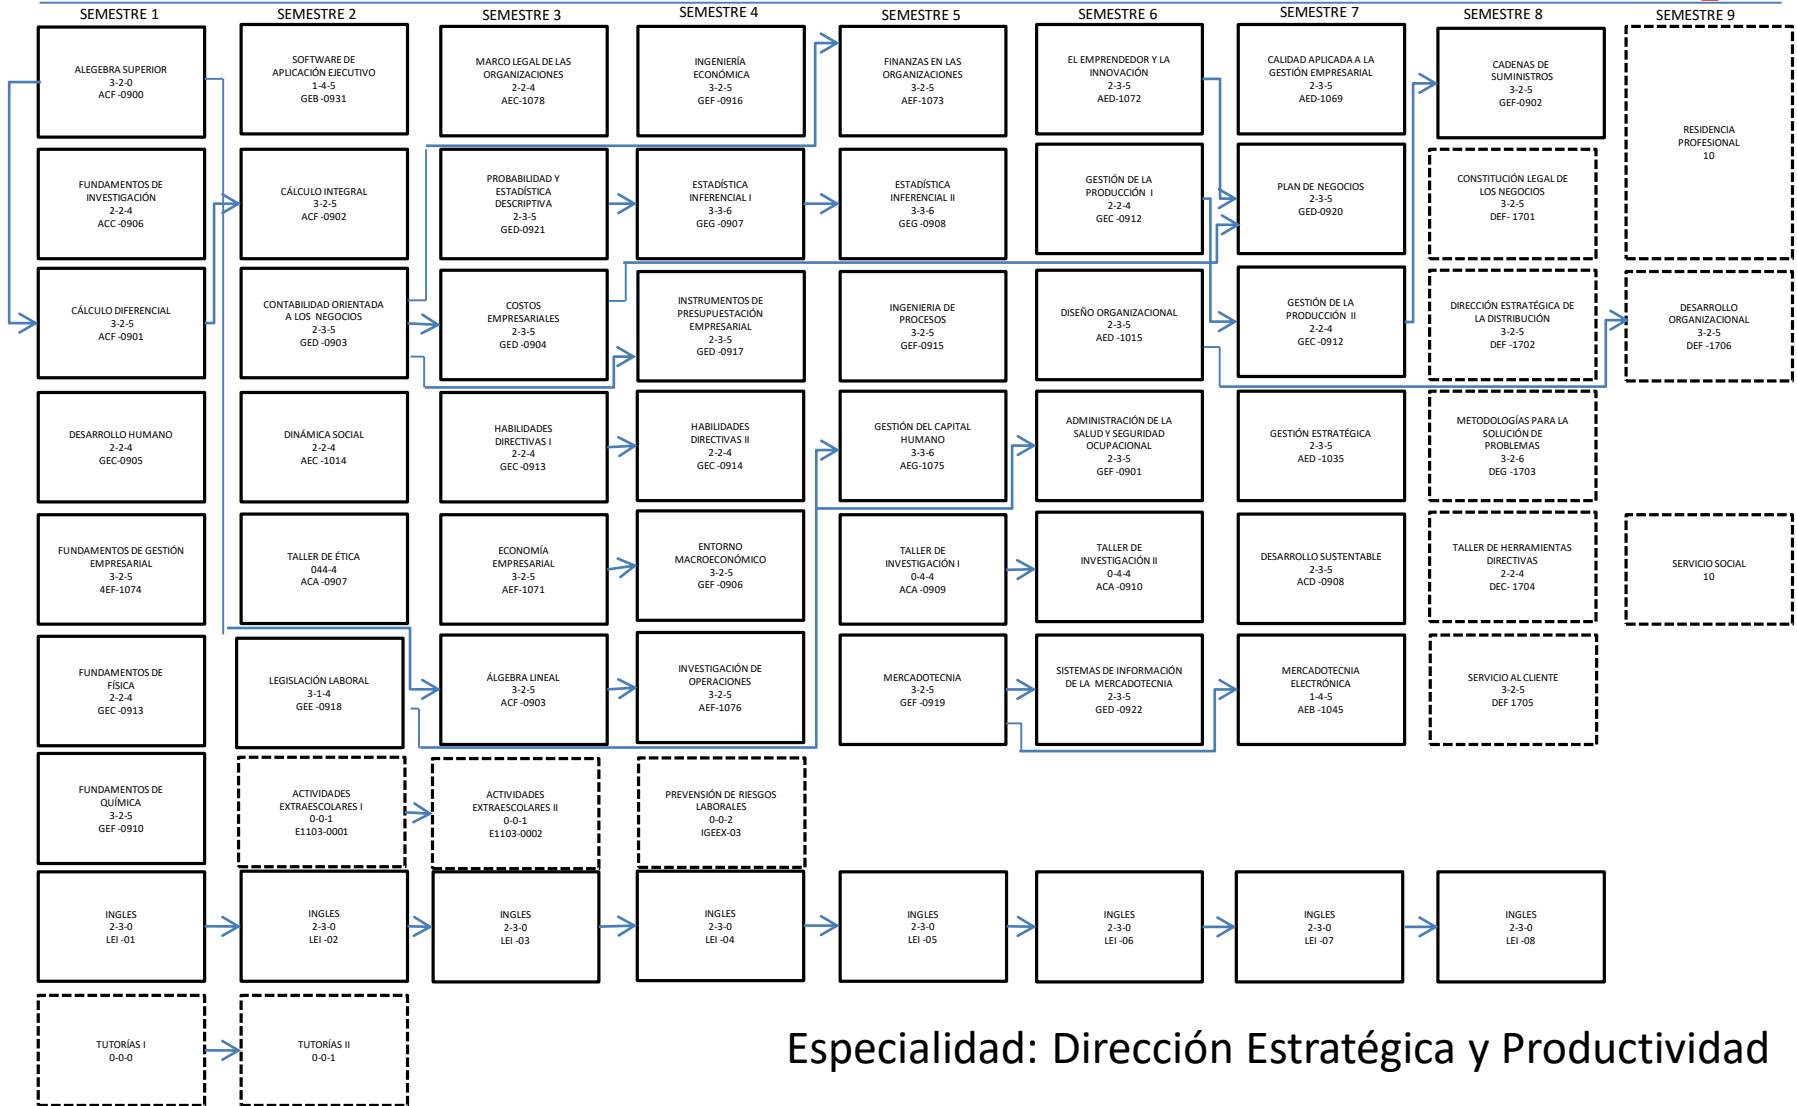 SEMESTRE 1
ALEGEBRA SUPERIOR
3-2-0
ACF -0900
FUNDAMENTOS DE
INVESTIGACIÓN
2-2-4
ACC -0906
CÁLCULO DIFERENCIAL
3-2-5
ACF -0901
DESARROLLO HUMANO
2-2-4
GEC-0905
FUNDAMENTOS DE GESTIÓN
EMPRESARIAL
3-2-5
4EF-1074
FUNDAMENTOS DE
FÍSICA
2-2-4
GEC -0913
FUNDAMENTOS DE
QUÍMICA
3-2-5
GEF -0910
INGLES
2-3-0
LEI -01
TUTORÍAS I
0-0-0
SEMESTRE 2
SOFTWARE DE
APLICACIÓN EJECUTIVO
1-4-5
GEB -0931
CÁLCULO INTEGRAL
3-2-5
ACF -0902
CONTABILIDAD ORIENTADA
A LOS NEGOCIOS
2-3-5
GED -0903
DINÁMICA SOCIAL
2-2-4
AEC -1014
TALLER DE ÉTICA
044-4
ACA -0907
LEGISLACIÓN LABORAL
3-1-4
GEE -0918
ACTIVIDADES
EXTRAESCOLARES I
0-0-1
E1103-0001
INGLES
2-3-0
LEI -02
TUTORÍAS II
0-0-1
SEMESTRE 3
MARCO LEGAL DE LAS
ORGANIZACIONES
2-2-4
AEC-1078
PROBABILIDAD Y
ESTADÍSTICA
DESCRIPTIVA
2-3-5
GED-0921
COSTOS
EMPRESARIALES
2-3-5
GED -0904
HABILIDADES
DIRECTIVAS I
2-2-4
GEC -0913
ECONOMÍA
EMPRESARIAL
3-2-5
AEF-1071
ÁLGEBRA LINEAL
3-2-5
ACF -0903
ACTIVIDADES
EXTRAESCOLARES II
0-0-1
E1103-0002
INGLES
2-3-0
LEI -03
SEMESTRE 4
INGENIERÍA
ECONÓMICA
3-2-5
GEF -0916
ESTADÍSTICA
INFERENCIAL I
3-3-6
GEG -0907
INSTRUMENTOS DE
PRESUPUESTACIÓN
EMPRESARIAL
2-3-5
GED -0917
HABILIDADES
DIRECTIVAS II
2-2-4
GEC -0914
ENTORNO
MACROECONÓMICO
3-2-5
GEF -0906
INVESTIGACIÓN DE
OPERACIONES
3-2-5
AEF-1076
PREVENCIÓN DE RIESGOS
LABORALES
0-0-2
IGEEX-03
INGLES
2-3-0
LEI -04
SEMESTRE 5
FINANZAS EN LAS
ORGANIZACIONES
3-2-5
AEF-1073
ESTADÍSTICA
INFERENCIAL II
3-3-6
GEG -0908
INGENIERIA DE
PROCESOS
3-2-5
GEF-0915
GESTIÓN DEL CAPITAL
HUMANO
3-3-6
AEG-1075
TALLER DE
INVESTIGACIÓN I
0-4-4
ACA -0909
MERCADOTECNIA
3-2-5
GEF -0919
INGLES
2-3-0
LEI -05
SEMESTRE 6
EL EMPRENDEDOR Y LA
INNOVACIÓN
2-3-5
AED-1072
GESTIÓN DE LA
PRODUCCIÓN I
2-2-4
GEC -0912
DISEÑO ORGANIZACIONAL
2-3-5
AED -1015
ADMINISTRACIÓN DE LA
SALUD Y SEGURIDAD
OCUPACIONAL
2-3-5
GEF -0901
TALLER DE
INVESTIGACIÓN II
0-4-4
ACA -0910
SISTEMAS DE INFORMACIÓN
DE LA MERCADOTECNIA
2-3-5
GED -0922
INGLES
2-3-0
LEI -06
SEMESTRE 7
CALIDAD APLICADA A LA
GESTIÓN EMPRESARIAL
2-3-5
AED-1069
PLAN DE NEGOCIOS
2-3-5
GED-0920
GESTIÓN DE LA
PRODUCCIÓN II
2-2-4
GEC -0912
GESTIÓN ESTRATÉGICA
2-3-5
AED -1035
DESARROLLO SUSTENTABLE
2-3-5
ACD -0908
MERCADOTECNIA
ELECTRÓNICA
1-4-5
AEB -1045
INGLES
2-3-0
LEI -07
SEMESTRE 8
CADENAS DE
SUMINISTROS
3-2-5
GEF-0902
CONSTITUCIÓN LEGAL DE
LOS NEGOCIOS
3-2-5
DEF- 1701
DIRECCIÓN ESTRATÉGICA DE
LA DISTRIBUCIÓN
3-2-5
DEF -1702
METODOLOGÍAS PARA LA
SOLUCIÓN DE
PROBLEMAS
3-2-6
DEG -1703
TALLER DE HERRAMIENTAS
DIRECTIVAS
2-2-4
DEC- 1704
SERVICIO AL CLIENTE
3-2-5
DEF 1705
INGLES
2-3-0
LEI -08
SEMESTRE 9
RESIDENCIA
PROFESIONAL
10
DESARROLLO
ORGANIZACIONAL
3-2-5
DEF -1706
SERVICIO SOCIAL
10
Especialidad: Dirección Estratégica y Productividad